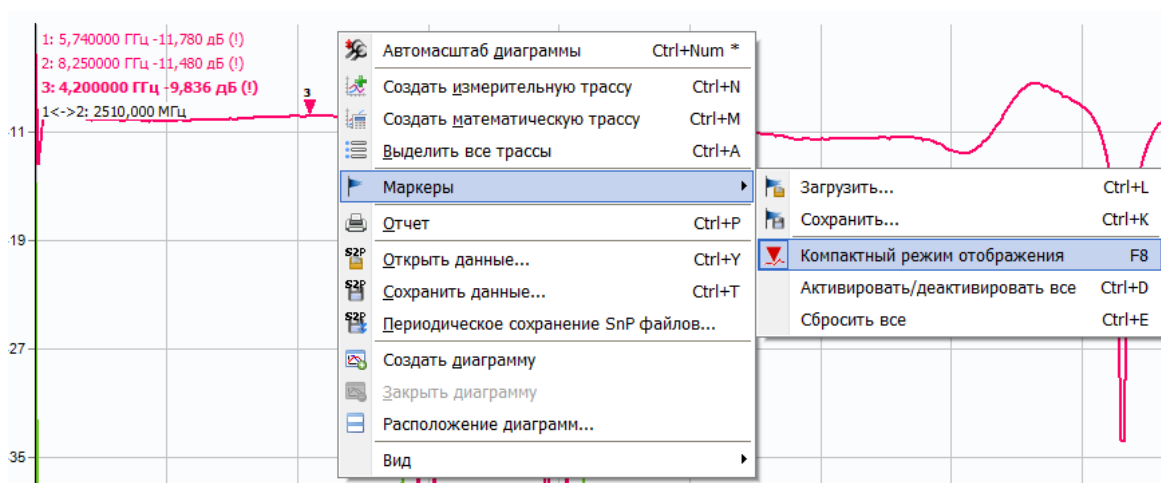 1: 5,740000 ГГц -11,780 дБ (!)
2: 8,250000 ГГц -11,480 дБ (!)
3: 4,200000 ГГц -9,836 дБ (!)
1<->2: 2510,000 МГц
3
-11
-19
-27
-35
Автомасштаб диаграммы Ctrl+Num *
Создать измерительную трассу Ctrl+N
Создать математическую трассу Ctrl+M
Выделить все трассы Ctrl+A
Маркеры
Отчет Ctrl+P
S2P Открыть данные... Ctrl+Y
S2P Сохранить данные... Ctrl+T
S2P Периодическое сохранение SnP файлов...
Создать диаграмму
Закрыть диаграмму
Расположение диаграмм...
Вид
Загрузить... Ctrl+L
Сохранить... Ctrl+K
Компактный режим отображения F8
Активировать/деактивировать все Ctrl+D
Сбросить все Ctrl+E